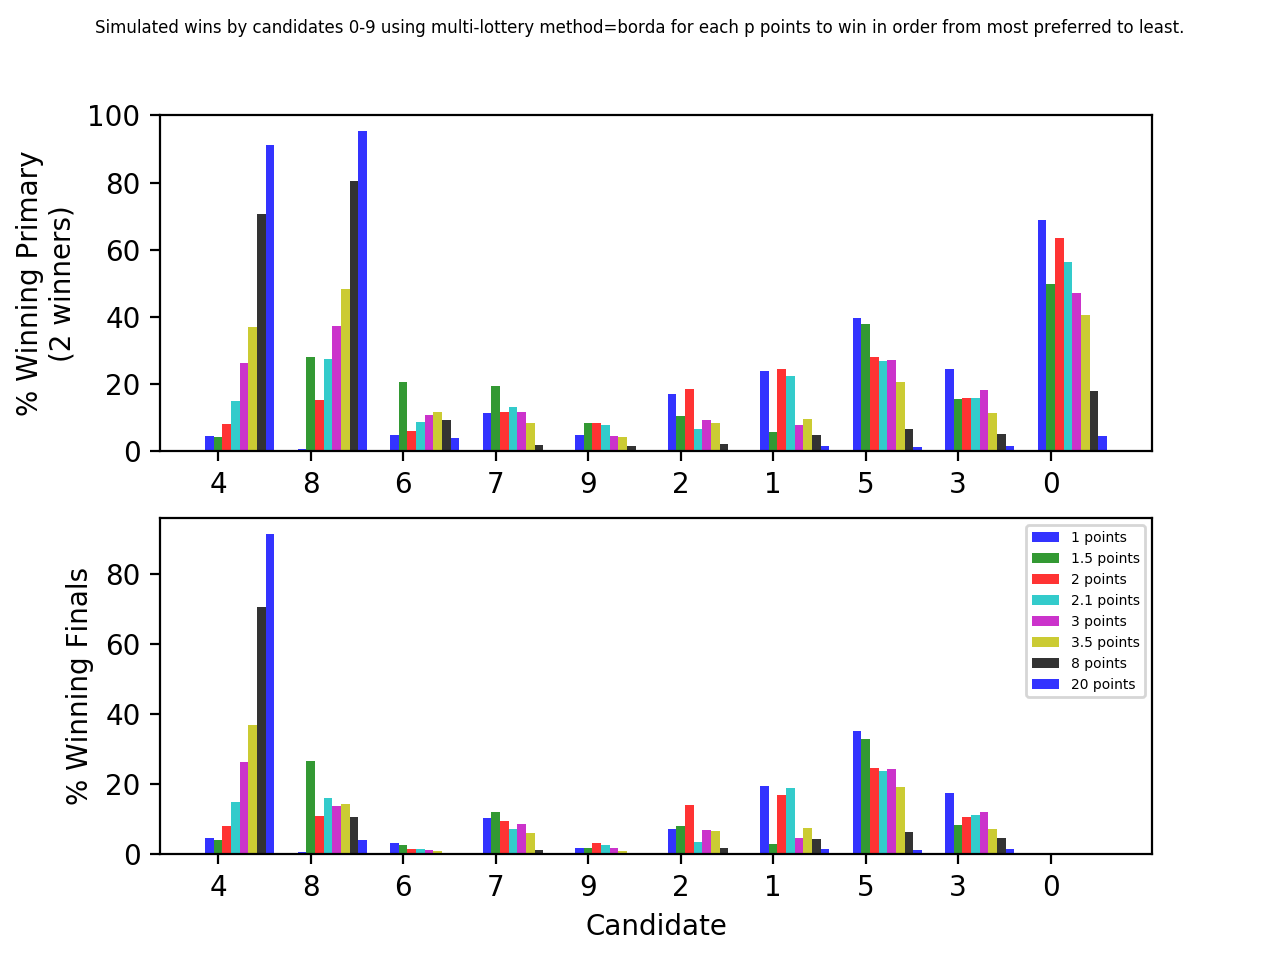 Simulated wins by candidates 0-9 using multi-lottery method=borda for each p points to win in order from most preferred to least.
% Winning Primary
(2 winners)
100
80
60
40
20
0
4 8 6 7 9 2 1 5 3 0
% Winning Finals
80
60
40
20
0
1 points
1.5 points
2 points
2.1 points
3 points
3.5 points
8 points
20 points
4 8 6 7 9 2 1 5 3 0
Candidate